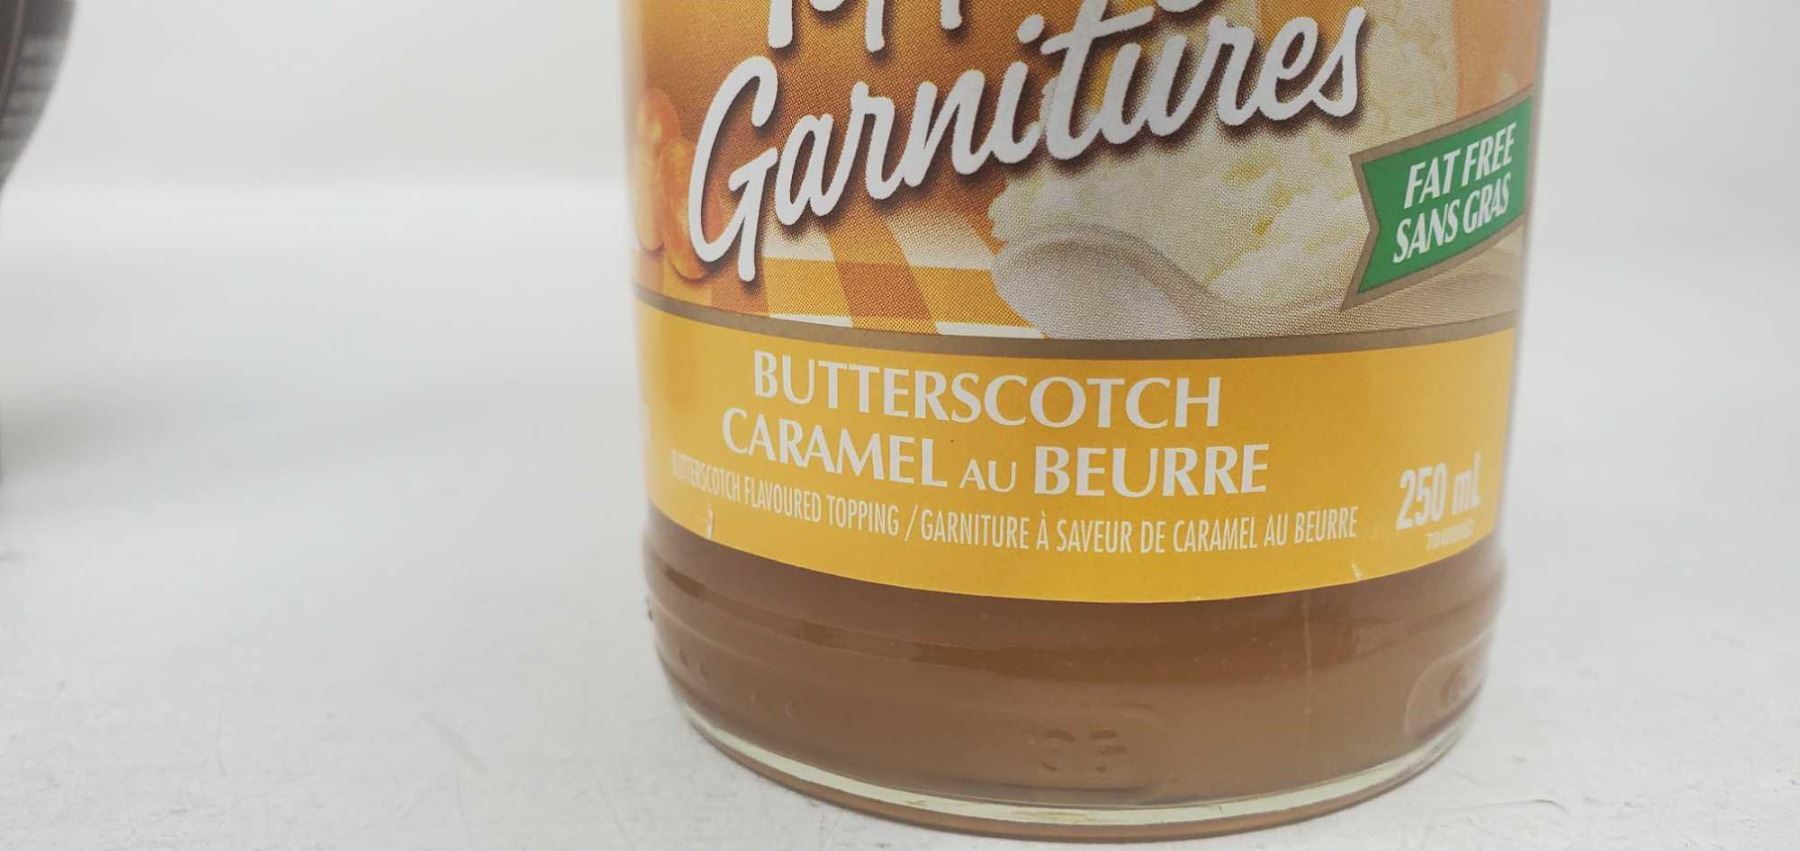 Garnitures
FAT FREE
SANS GRAS
BUTTERSCOTCH
CARAMEL AU BEURRE
BUTTERSCOTCH FLAVOURED TOPPING / GARNITURE À SAVEUR DE CARAMEL AU BEURRE
250 mL